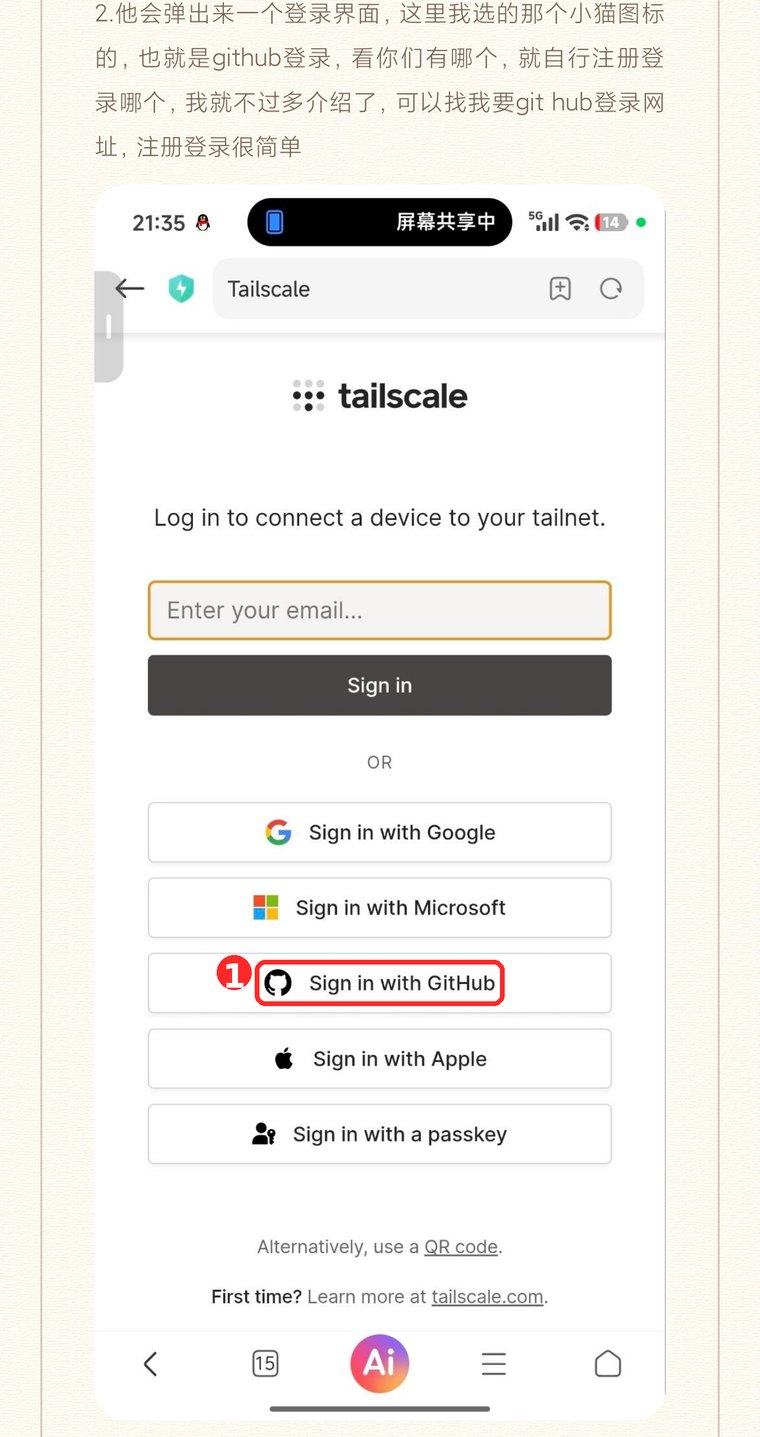 2.他会弹出来一个登录界面，这里我选的那个小猫图标
的，也就是github登录，看你们有哪个，就自行注册登
录哪个，我就不过多介绍了，可以找我要git hub登录网
址，注册登录很简单
21:35
屏幕共享中
5G
14
Tailscale
tailscale
Log in to connect a device to your tailnet.
Enter your email...
Sign in
OR
Sign in with Google
Sign in with Microsoft
1 Sign in with GitHub
Sign in with Apple
Sign in with a passkey
Alternatively, use a QR code.
First time? Learn more at tailscale.com.
15
Ai